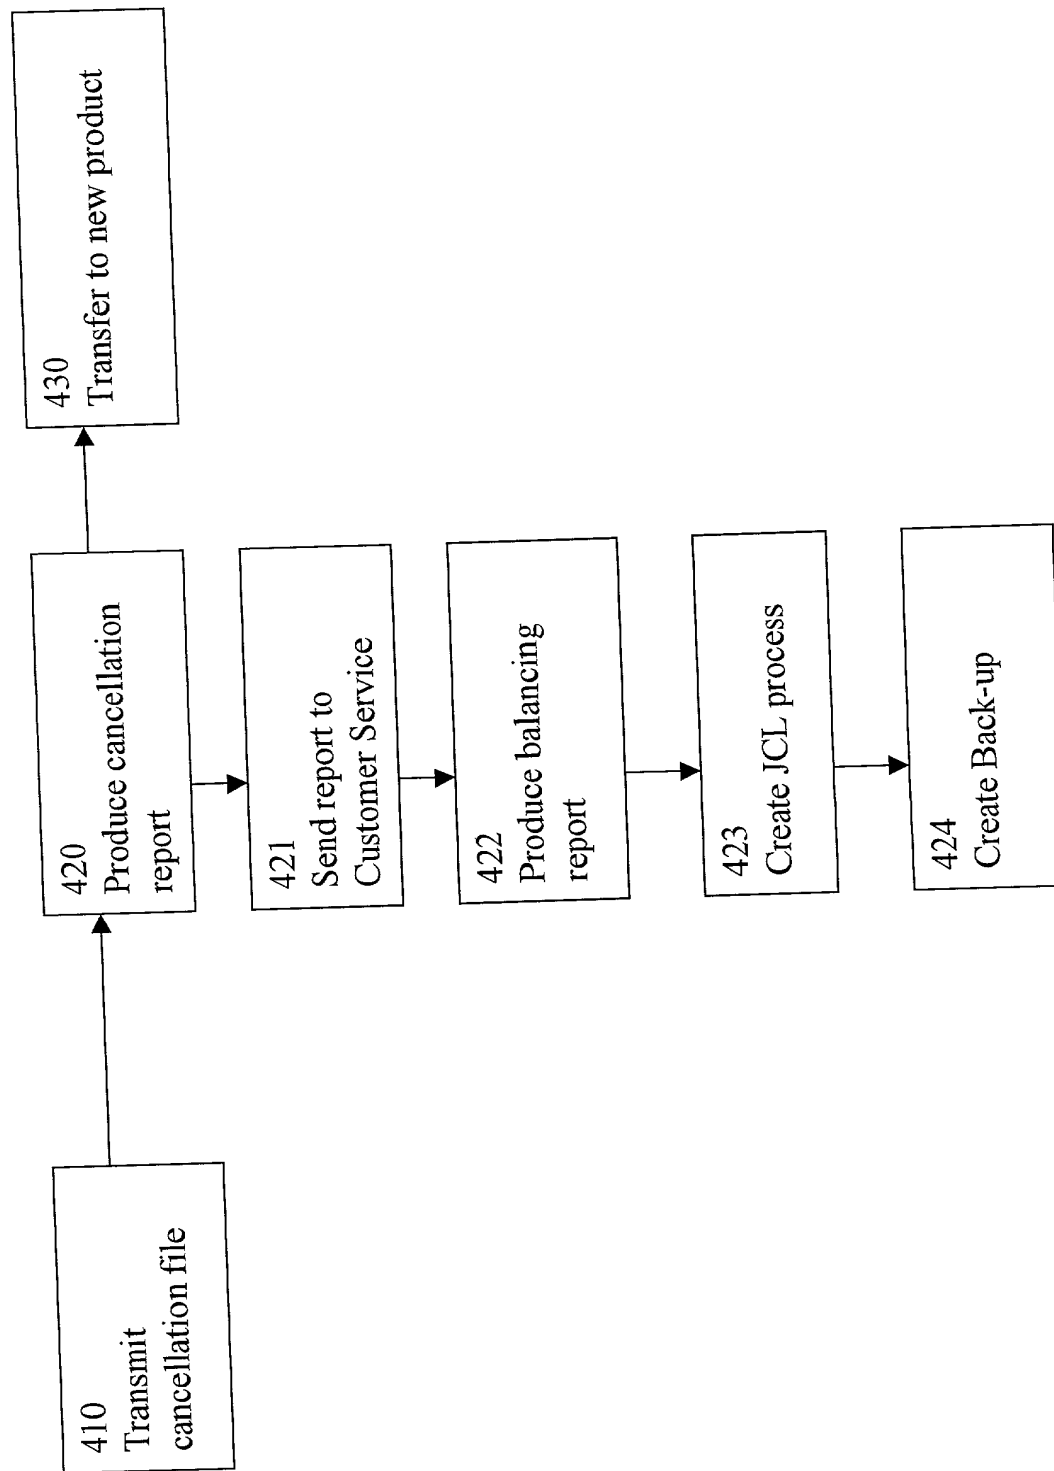 410
Transmit
cancellation file
420
Produce cancellation
report
430
Transfer to new product
421
Send report to
Customer Service
422
Produce balancing
report
423
Create JCL process
424
Create Back-up